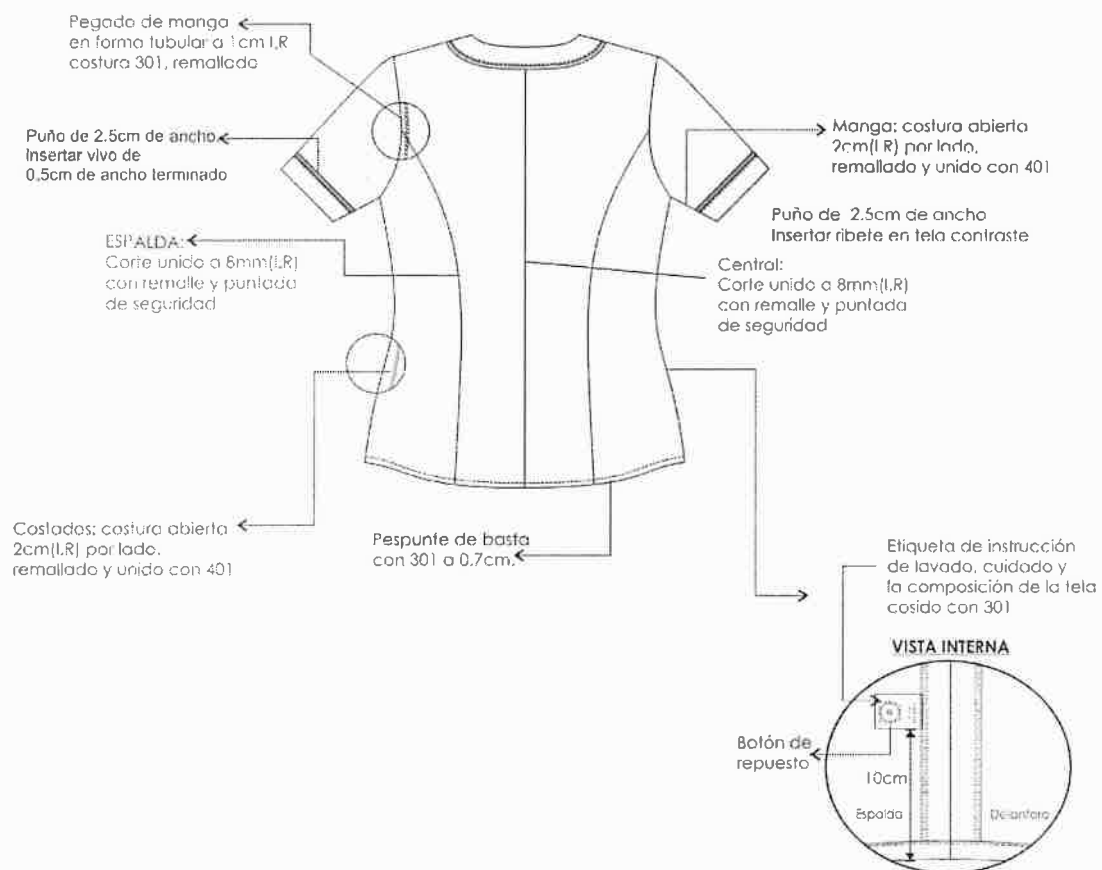 Pegado de manga
en forma tubular a 1cm I.R
costura 301, remallado
Puño de 2.5cm de ancho.
Insertar vivo de
0.5cm de ancho terminado
Manga: costura abierta
2cm(I.R) por lado.
remallado y unido con 401
Puño de 2.5cm de ancho
Insertar ribete en tela contraste
ESPALDA:
Corte unido a 8mm(I.R)
con remalle y puntada
de seguridad
Central:
Corte unido a 8mm(I.R)
con remalle y puntada
de seguridad
Costados: costura abierta
2cm(I.R) por lado.
remallado y unido con 401
Pespunte de basta
con 301 a 0.7cm.
Etiqueta de instrucción
de lavado, cuidado y
la composición de la tela
cosido con 301
VISTA INTERNA
Botón de
repuesto
10cm
Espalda
Delantero